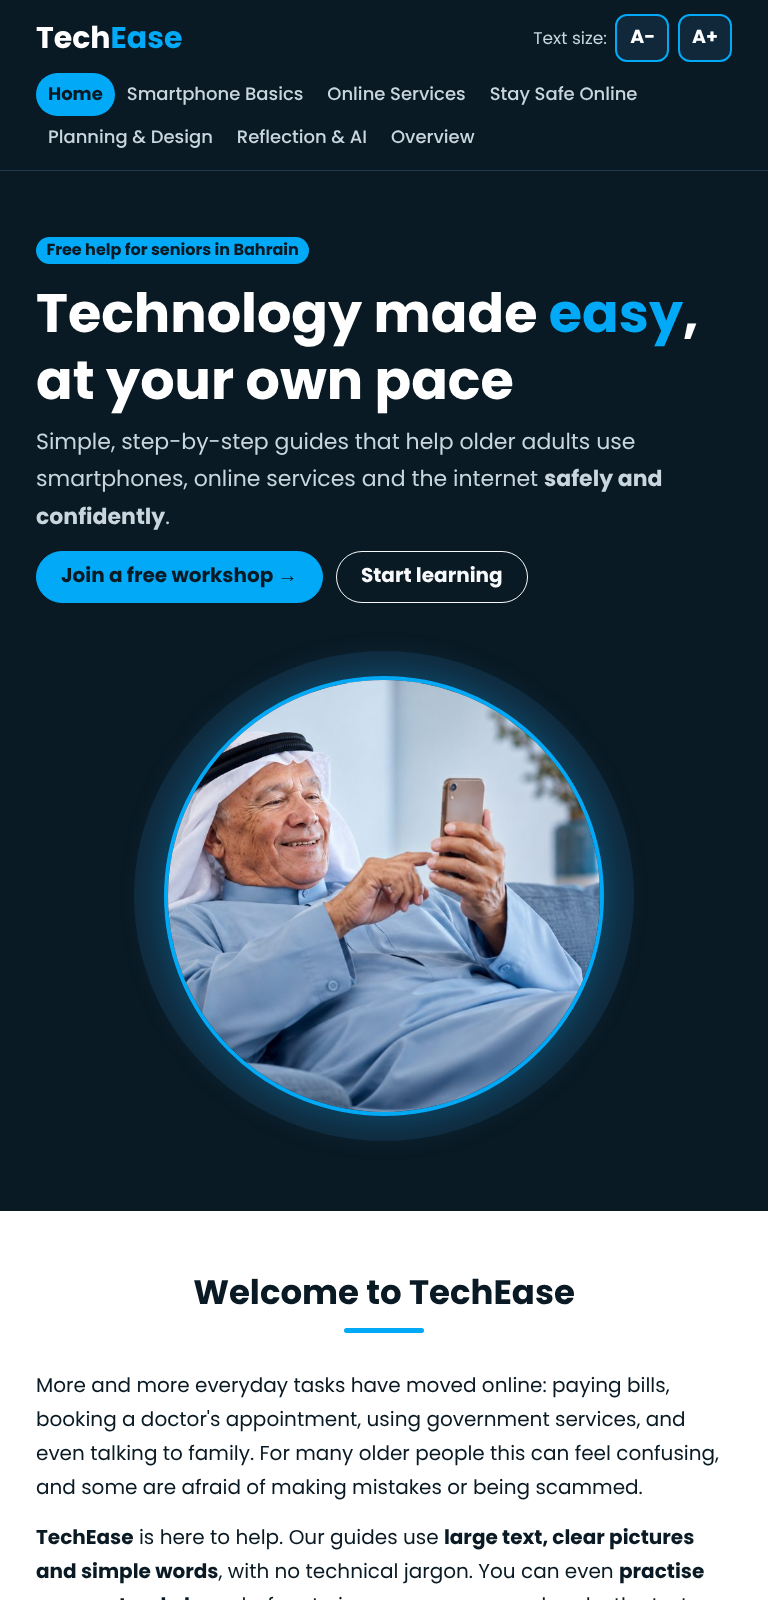 TechEase
Text size: A- A+
Home Smartphone Basics Online Services Stay Safe Online
Planning & Design Reflection & AI Overview
Free help for seniors in Bahrain
Technology made easy,
at your own pace
Simple, step-by-step guides that help older adults use
smartphones, online services and the internet safely and
confidently.
Join a free workshop → Start learning
Welcome to TechEase
More and more everyday tasks have moved online: paying bills,
booking a doctor's appointment, using government services, and
even talking to family. For many older people this can feel confusing,
and some are afraid of making mistakes or being scammed.
TechEase is here to help. Our guides use large text, clear pictures
and simple words, with no technical jargon. You can even practise